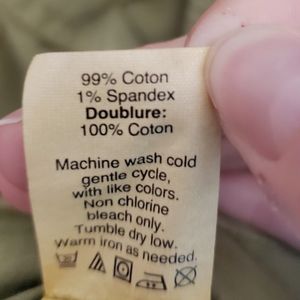 99% Coton
1% Spandex
Doublure:
100% Coton
Machine wash cold
gentle cycle,
with like colors.
Non chlorine
bleach only.
Tumble dry low.
Warm iron as needed.